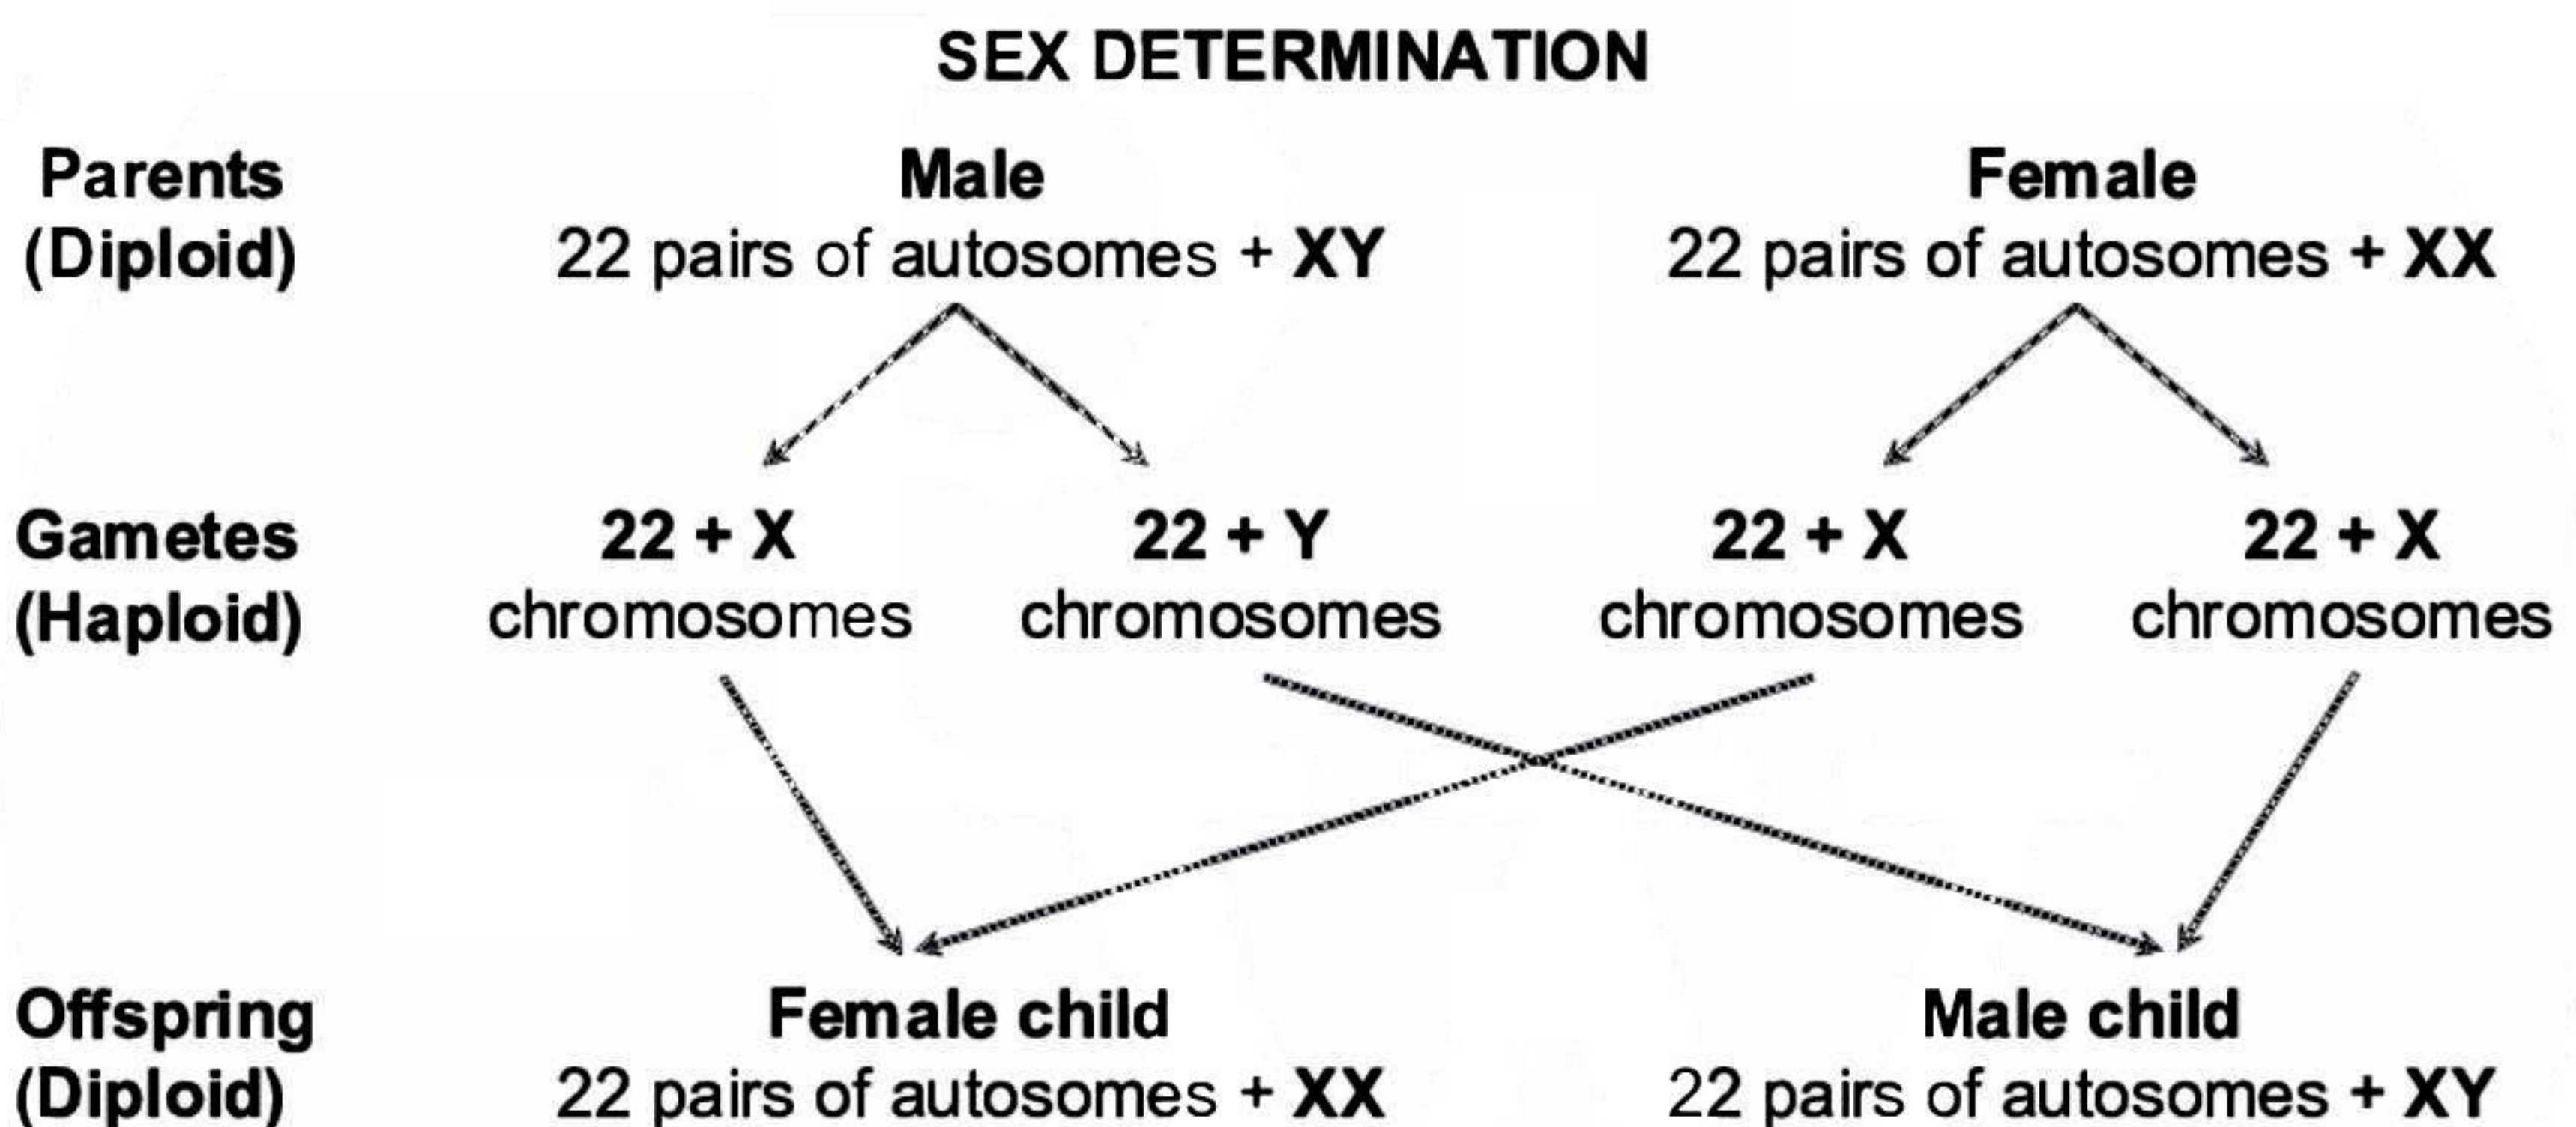 SEX DETERMINATION
Parents Male Female
(Diploid) 22 pairs of autosomes + XY 22 pairs of autosomes + XX
Gametes 22 + X 22 + Y 22 + X 22 + X
(Haploid) chromosomes chromosomes chromosomes chromosomes
Offspring Female child Male child
(Diploid) 22 pairs of autosomes + XX 22 pairs of autosomes + XY